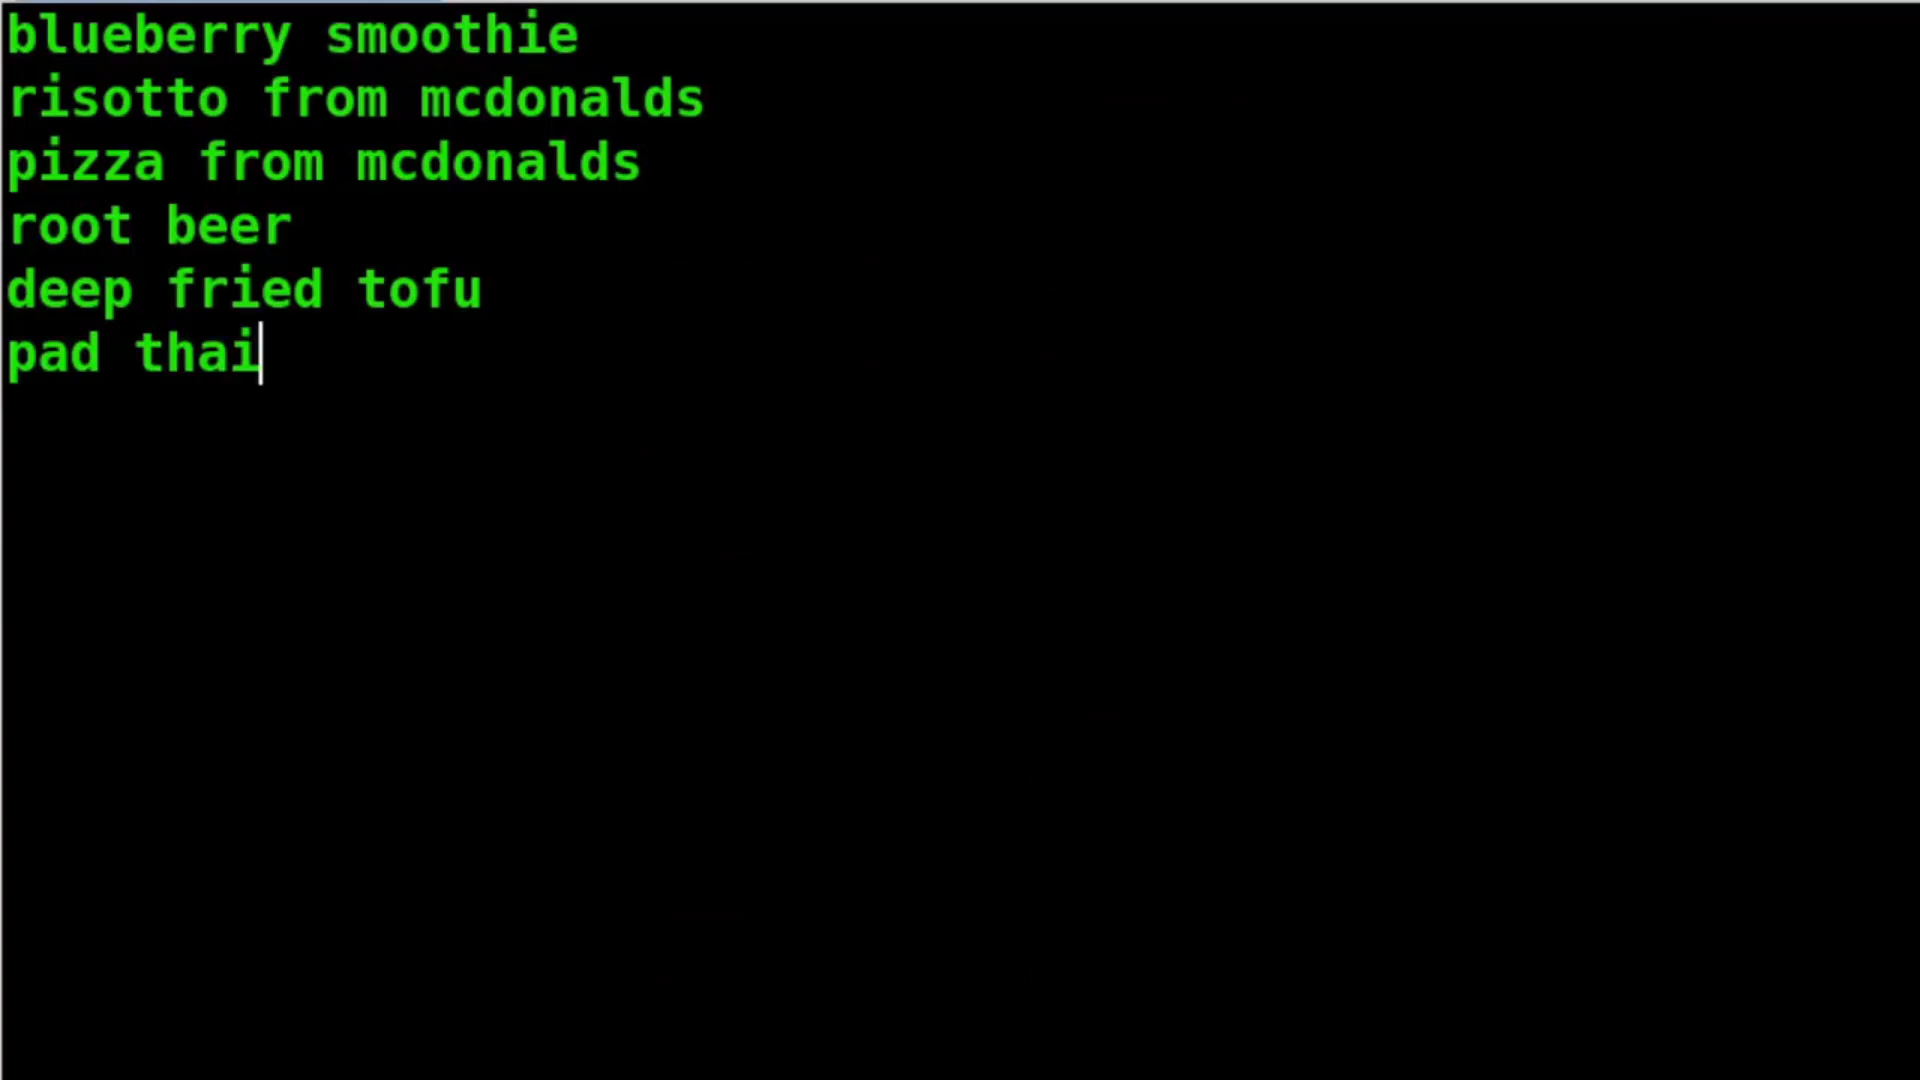 blueberry smoothie
risotto from mcdonalds
pizza from mcdonalds
root beer
deep fried tofu
pad thai